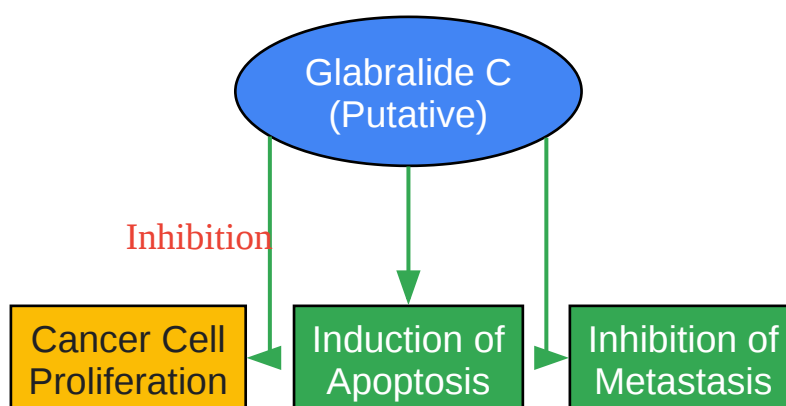 Glabralide C
(Putative)
Inhibition
Cancer Cell
Proliferation
Induction of
Apoptosis
Inhibition of
Metastasis